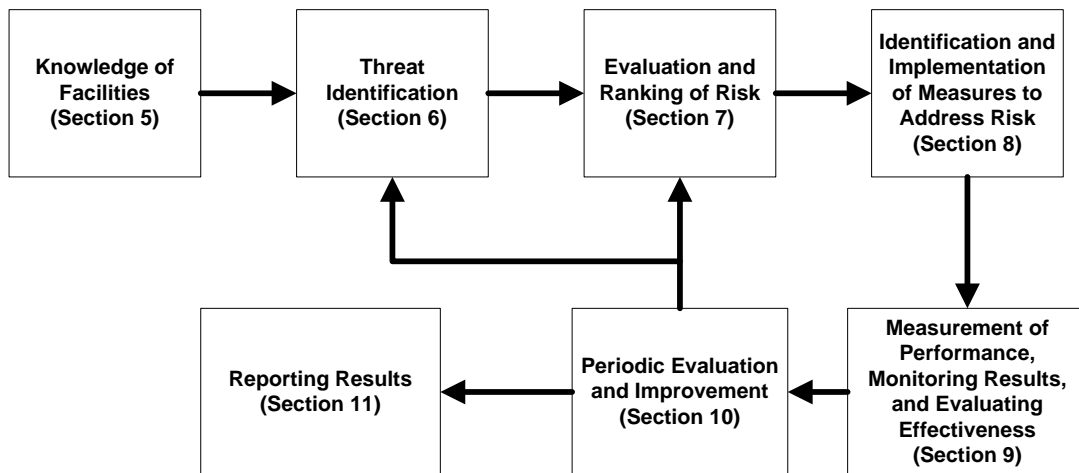 Knowledge of
Facilities
(Section 5)
Threat
Identification
(Section 6)
Evaluation and
Ranking of Risk
(Section 7)
Identification and
Implementation
of Measures to
Address Risk
(Section 8)
Measurement of
Performance,
Monitoring Results,
and Evaluating
Effectiveness
(Section 9)
Periodic Evaluation
and Improvement
(Section 10)
Reporting Results
(Section 11)